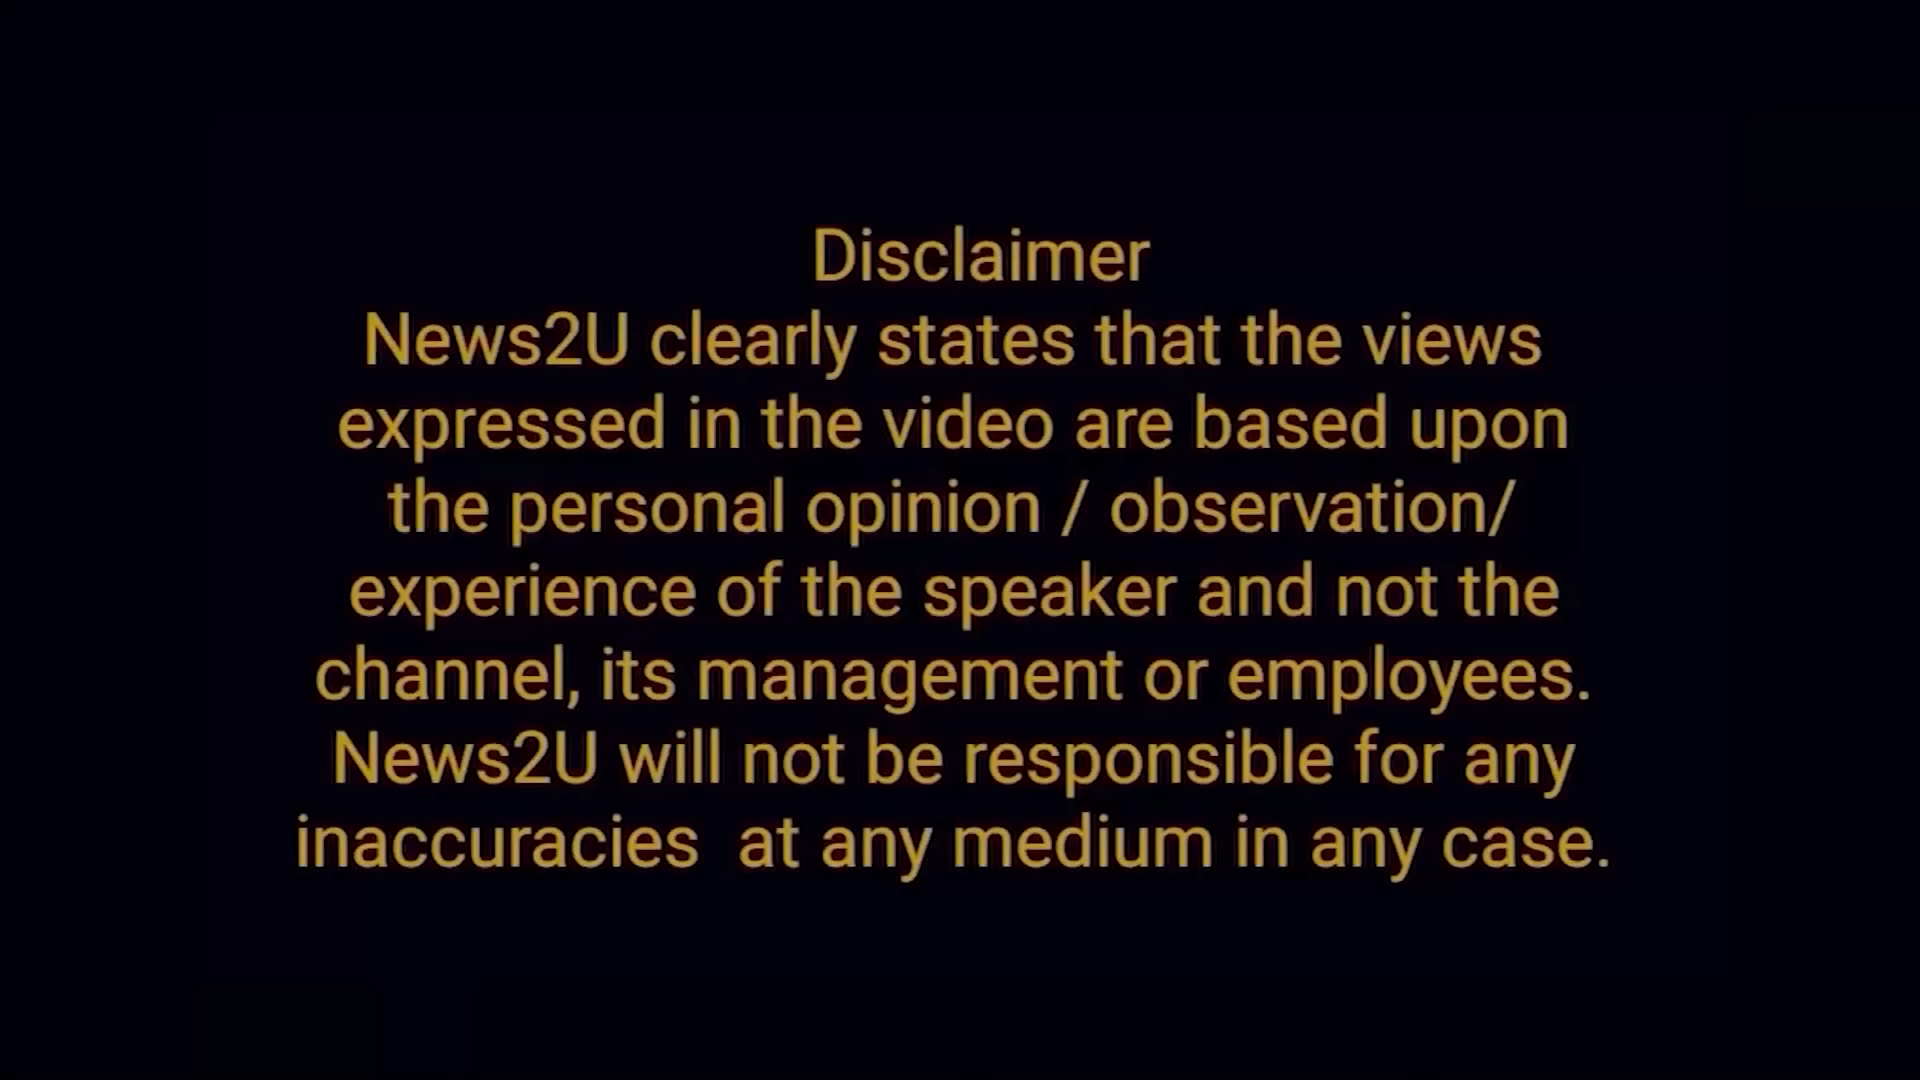 Disclaimer
News2U clearly states that the views
expressed in the video are based upon
the personal opinion / observation/
experience of the speaker and not the
channel, its management or employees.
News2U will not be responsible for any
inaccuracies  at any medium in any case.